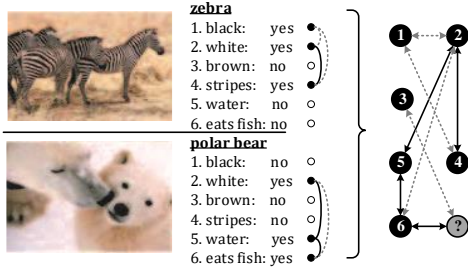 zebra
1. black: yes
2. white: yes
3. brown: no
4. stripes: yes
5. water: no
6. eats fish: no
polar bear
1. black: no
2. white: yes
3. brown: no
4. stripes: no
5. water: yes
6. eats fish: yes
1 2
3
5 4
6 ?